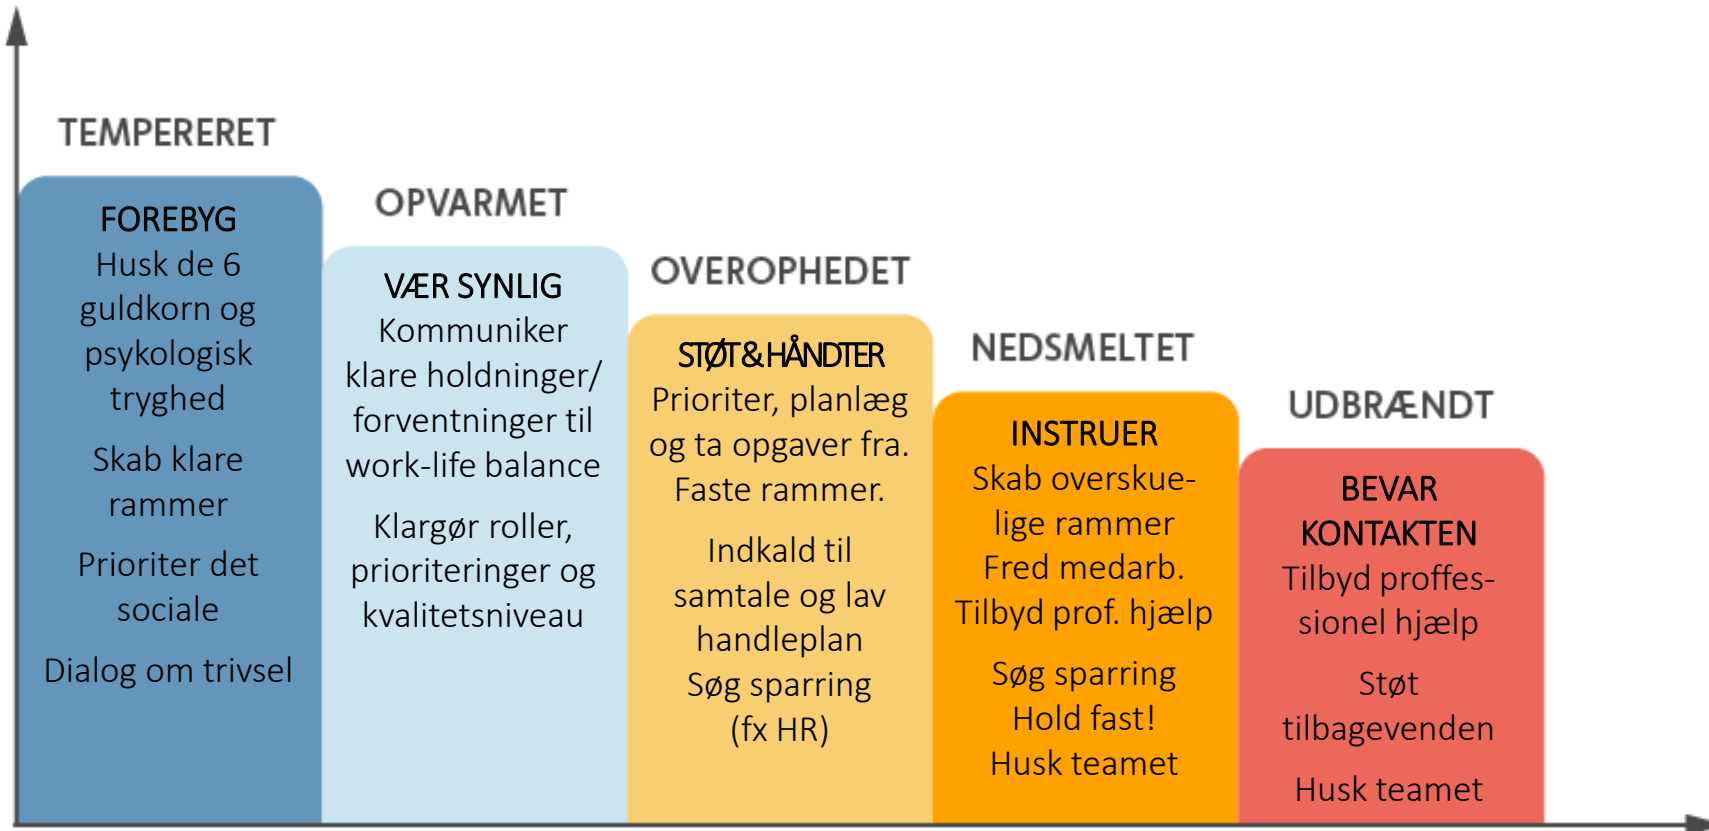 TEMPERERET
FOREBYG
Husk de 6
guldkorn og
psykologisk
tryghed
Skab klare
rammer
Prioriter det
sociale
Dialog om trivsel
OPVARMET
VÆR SYNLIG
Kommuniker
klare holdninger/
forventninger til
work-life balance
Klargør roller,
prioriteringer og
kvalitetsniveau
OVEROPHEDET
STØT & HÅNDTER
Prioriter, planlæg
og ta opgaver fra.
Faste rammer.
Indkald til
samtale og lav
handleplan
Søg sparring
(fx HR)
NEDSMELTET
INSTRUER
Skab overskue-
lige rammer
Fred medarb.
Tilbyd prof. hjælp
Søg sparring
Hold fast!
Husk teamet
UDBRÆNDT
BEVAR
KONTAKTEN
Tilbyd proffes-
sionel hjælp
Støt
tilbagevenden
Husk teamet